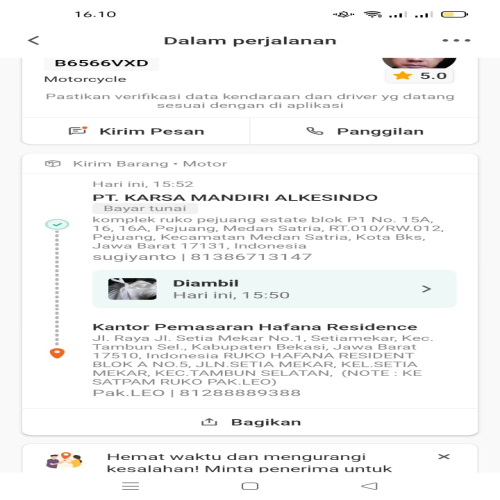 16.10
Dalam perjalanan
B6566VXD
Motorcycle
5.0
Pastikan verifikasi data kendaraan dan driver yg datang
sesuai dengan di aplikasi
Kirim Pesan
Panggilan
Kirim Barang • Motor
Hari ini, 15:52
PT. KARSA MANDIRI ALKESINDO
Bayar tunai
komplek ruko pejuang estate blok P1 No. 15A,
16, 16A, Pejuang, Medan Satria, RT.010/RW.012,
Pejuang, Kecamatan Medan Satria, Kota Bks,
Jawa Barat 17131, Indonesia
sugiyanto | 81386713147
Diambil
Hari ini, 15:50
Kantor Pemasaran Hafana Residence
Jl. Raya Jl. Setia Mekar No.1, Setiamekar, Kec.
Tambun Sel., Kabupaten Bekasi, Jawa Barat
17510, Indonesia RUKO HAFANA RESIDENT
BLOK A NO.5, JLN.SETIA MEKAR, KEL.SETIA
MEKAR, KEC.TAMBUN SELATAN, (NOTE : KE
SATPAM RUKO PAK.LEO)
Pak.LEO | 81288889388
Bagikan
Hemat waktu dan mengurangi
kesalahan! Minta penerima untuk